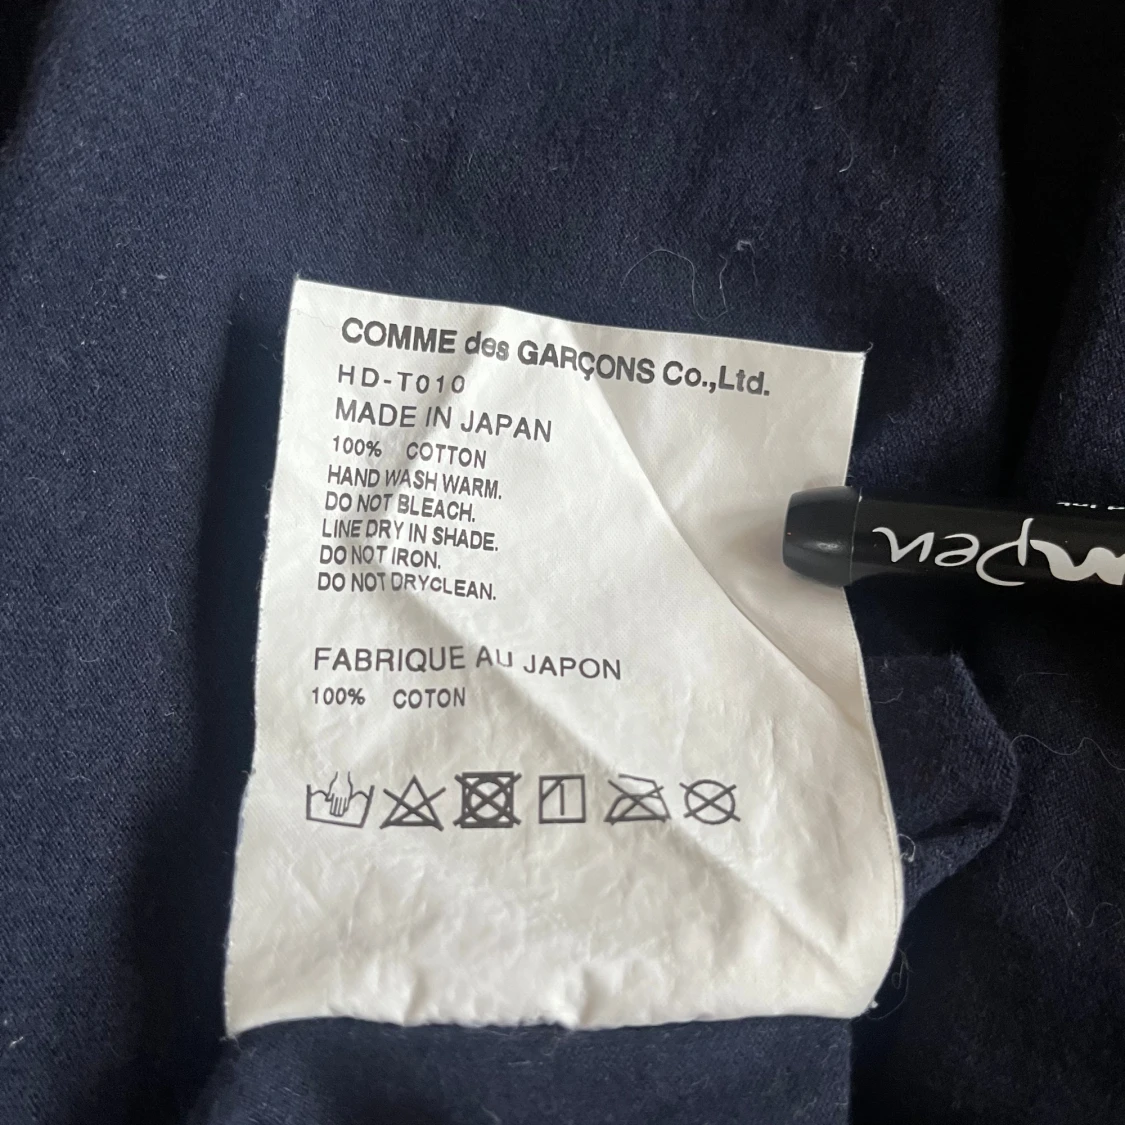 COMME des GARÇONS Co.,Ltd.
HD-T010
MADE IN JAPAN
100% COTTON
HAND WASH WARM.
DO NOT BLEACH.
LINE DRY IN SHADE.
DO NOT IRON.
DO NOT DRYCLEAN.
FABRIQUE AU JAPON
100% COTON